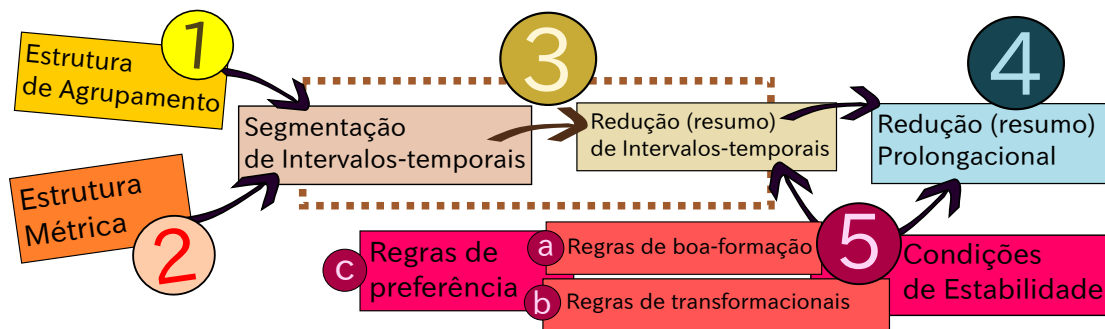 1
Estrutura
de Agrupamento
2
Estrutura
Métrica
3
Segmentação
de Intervalos-temporais
Redução (resumo)
de Intervalos-temporais
4
Redução (resumo)
Prolongacional
5
Condições
de Estabilidade
a
Regras de boa-formação
b
Regras de transformacionais
c
Regras de
preferência